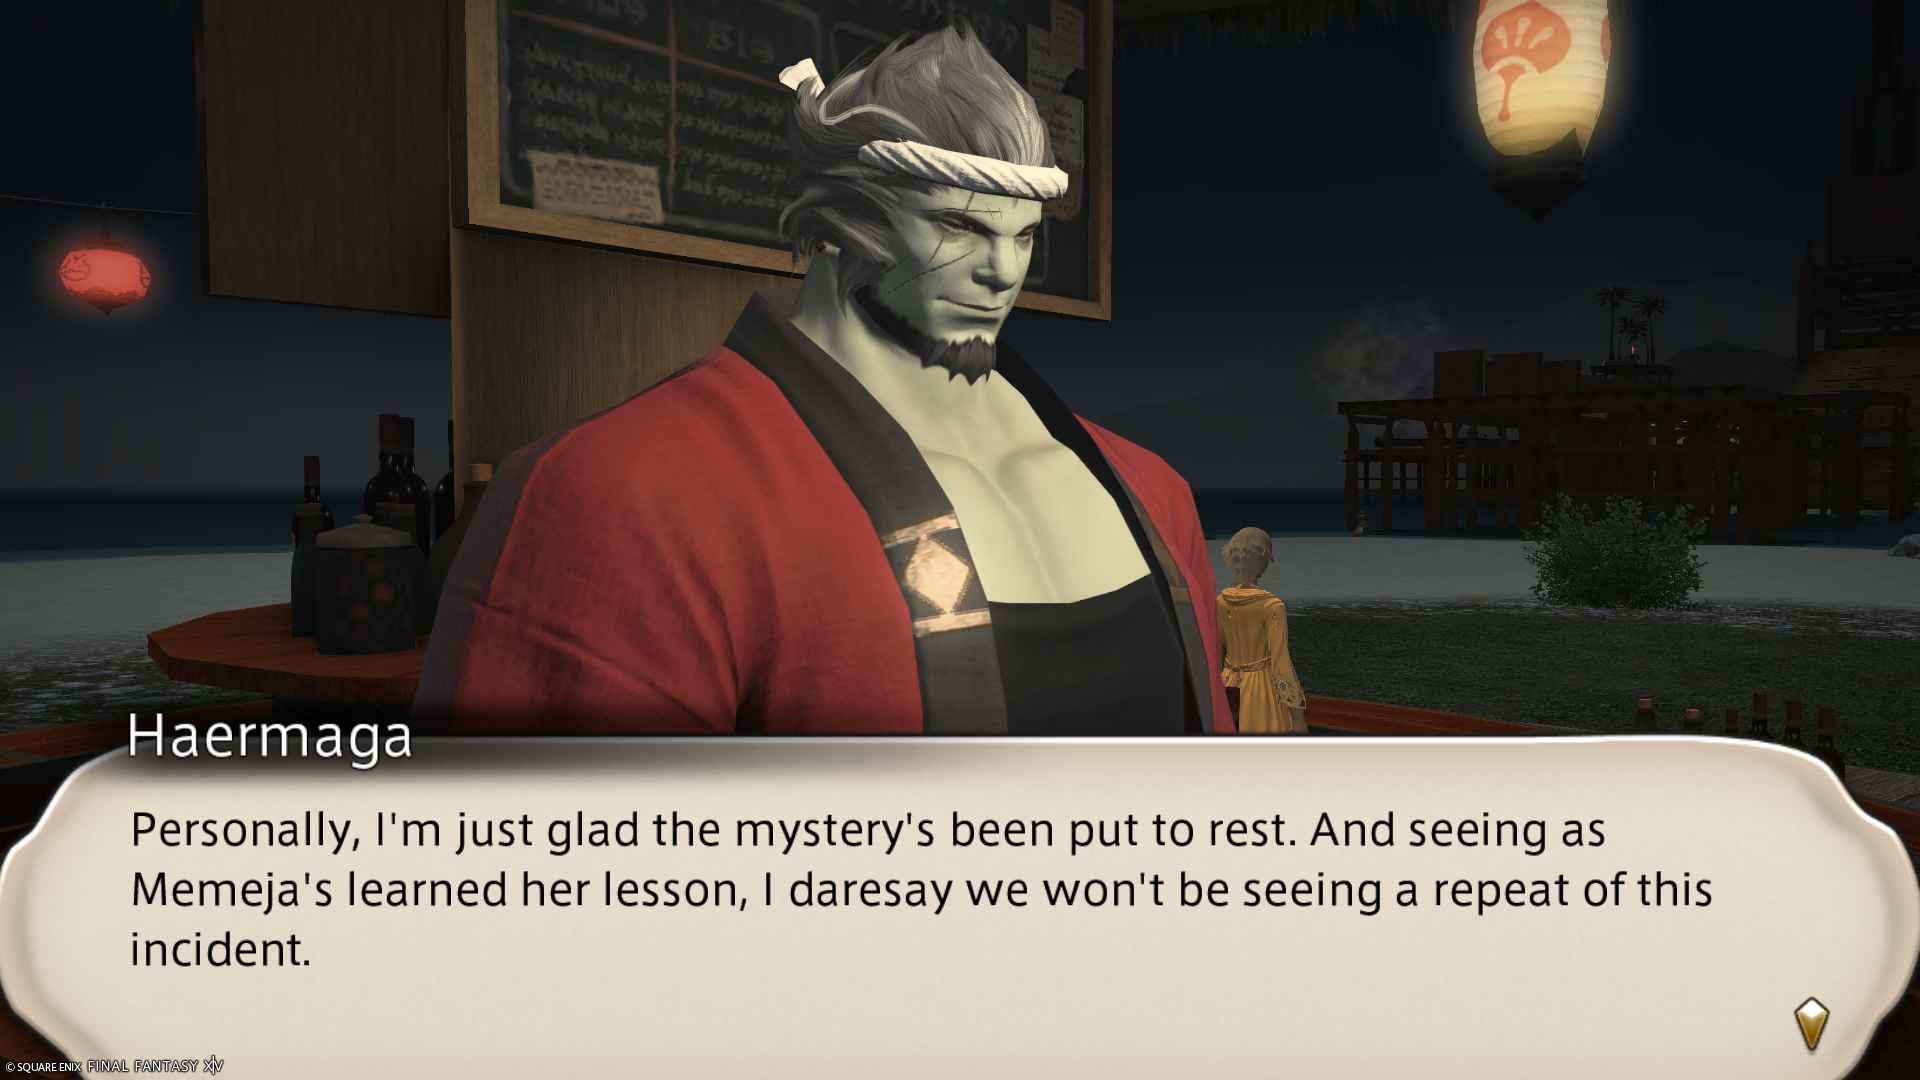 Haermaga
Personally, I'm just glad the mystery's been put to rest. And seeing as
Memeja's learned her lesson, I daresay we won't be seeing a repeat of this
incident.
© SQUARE ENIX FINAL FANTASY XIV